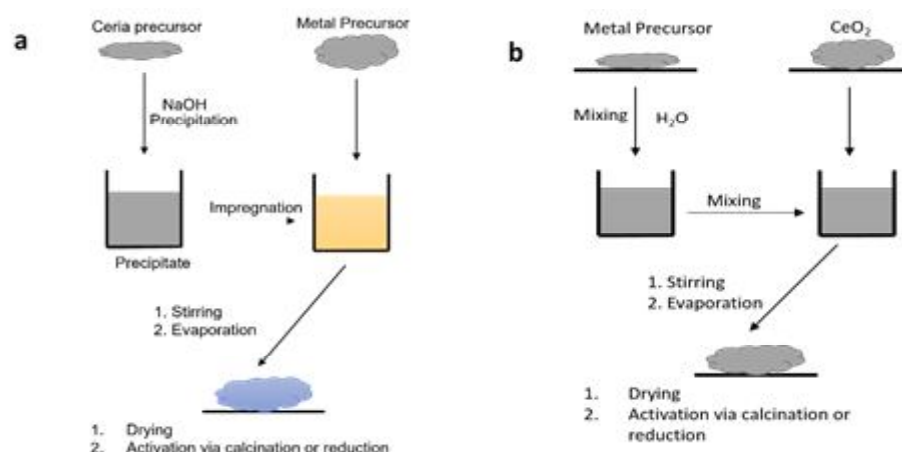 a
Ceria precursor
Metal Precursor
NaOH
Precipitation
Impregnation
Precipitate
1. Stirring
2. Evaporation
1. Drying
2. Activation via calcination or reduction
b
Metal Precursor
CeO₂
Mixing
H₂O
Mixing
1. Stirring
2. Evaporation
1. Drying
2. Activation via calcination or
reduction